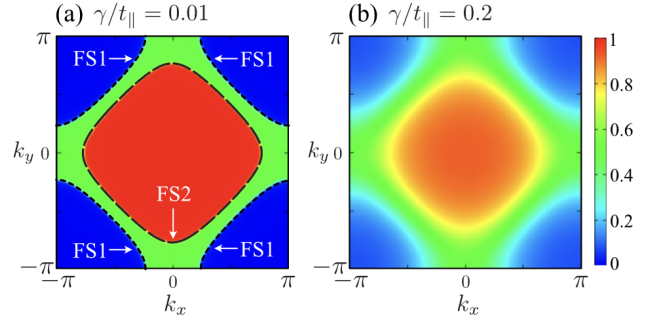 (a) γ/t∥ = 0.01
(b) γ/t∥ = 0.2
π
FS1
FS1
k_y 0
FS2
FS1
FS1
−π
−π
0
π
k_x
π
k_y 0
−π
−π
0
π
k_x
1
0.8
0.6
0.4
0.2
0